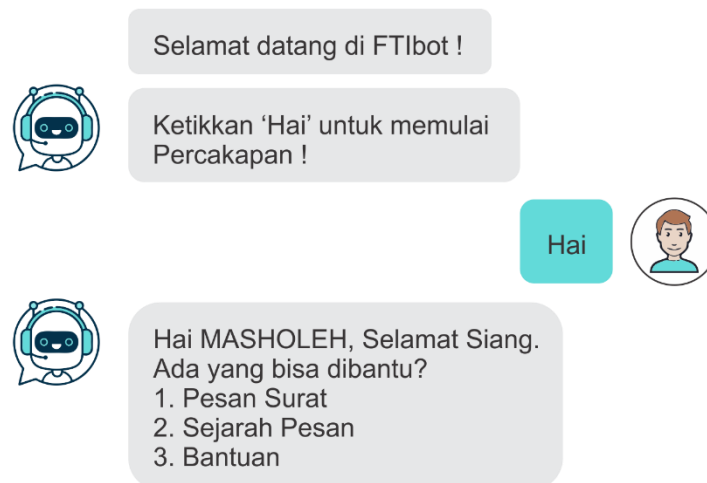 Selamat datang di FTIbot !
Ketikkan ‘Hai’ untuk memulai
Percakapan !
Hai
Hai MASHOLEH, Selamat Siang.
Ada yang bisa dibantu?
1. Pesan Surat
2. Sejarah Pesan
3. Bantuan